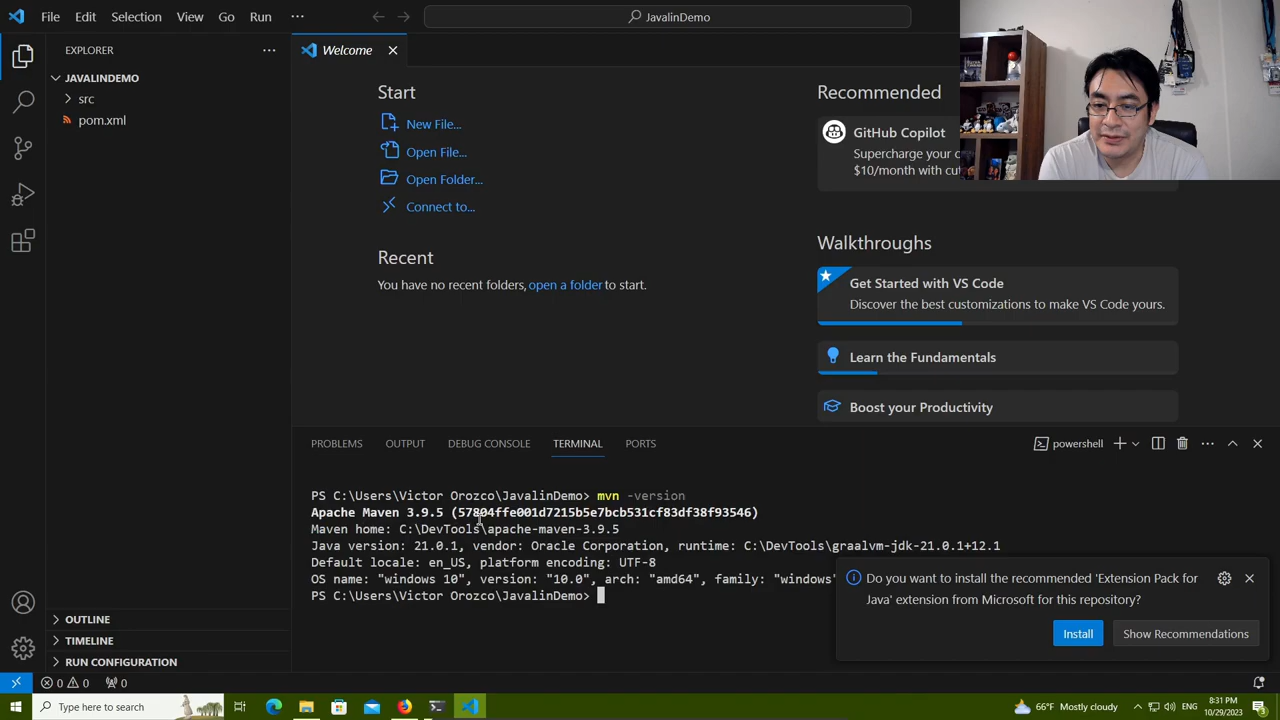 File Edit Selection View Go Run ···
JavalinDemo
EXPLORER
Welcome
JAVALINDEMO
src
pom.xml
Start
New File...
Open File...
Open Folder...
Connect to...
Recent
You have no recent folders, open a folder to start.
Recommended
GitHub Copilot
Supercharge your
$10/month with
Walkthroughs
Get Started with VS Code
Discover the best customizations to make VS Code yours.
Learn the Fundamentals
Boost your Productivity
PROBLEMS OUTPUT DEBUG CONSOLE TERMINAL PORTS
powershell
PS C:\Users\Victor Orozco\JavalinDemo> mvn -version
Apache Maven 3.9.5 (57804ffe001d7215b5e7bcb531cf83df38f93546)
Maven home: C:\DevTools\apache-maven-3.9.5
Java version: 21.0.1, vendor: Oracle Corporation, runtime: C:\DevTools\graalvm-jdk-21.0.1+12.1
Default locale: en_US, platform encoding: UTF-8
OS name: "windows 10", version: "10.0", arch: "amd64", family: "windows"
PS C:\Users\Victor Orozco\JavalinDemo>
Do you want to install the recommended 'Extension Pack for
Java' extension from Microsoft for this repository?
Install
Show Recommendations
OUTLINE
TIMELINE
RUN CONFIGURATION
0 0 0
Type here to search
66°F Mostly cloudy
ENG
8:31 PM
10/29/2023
3